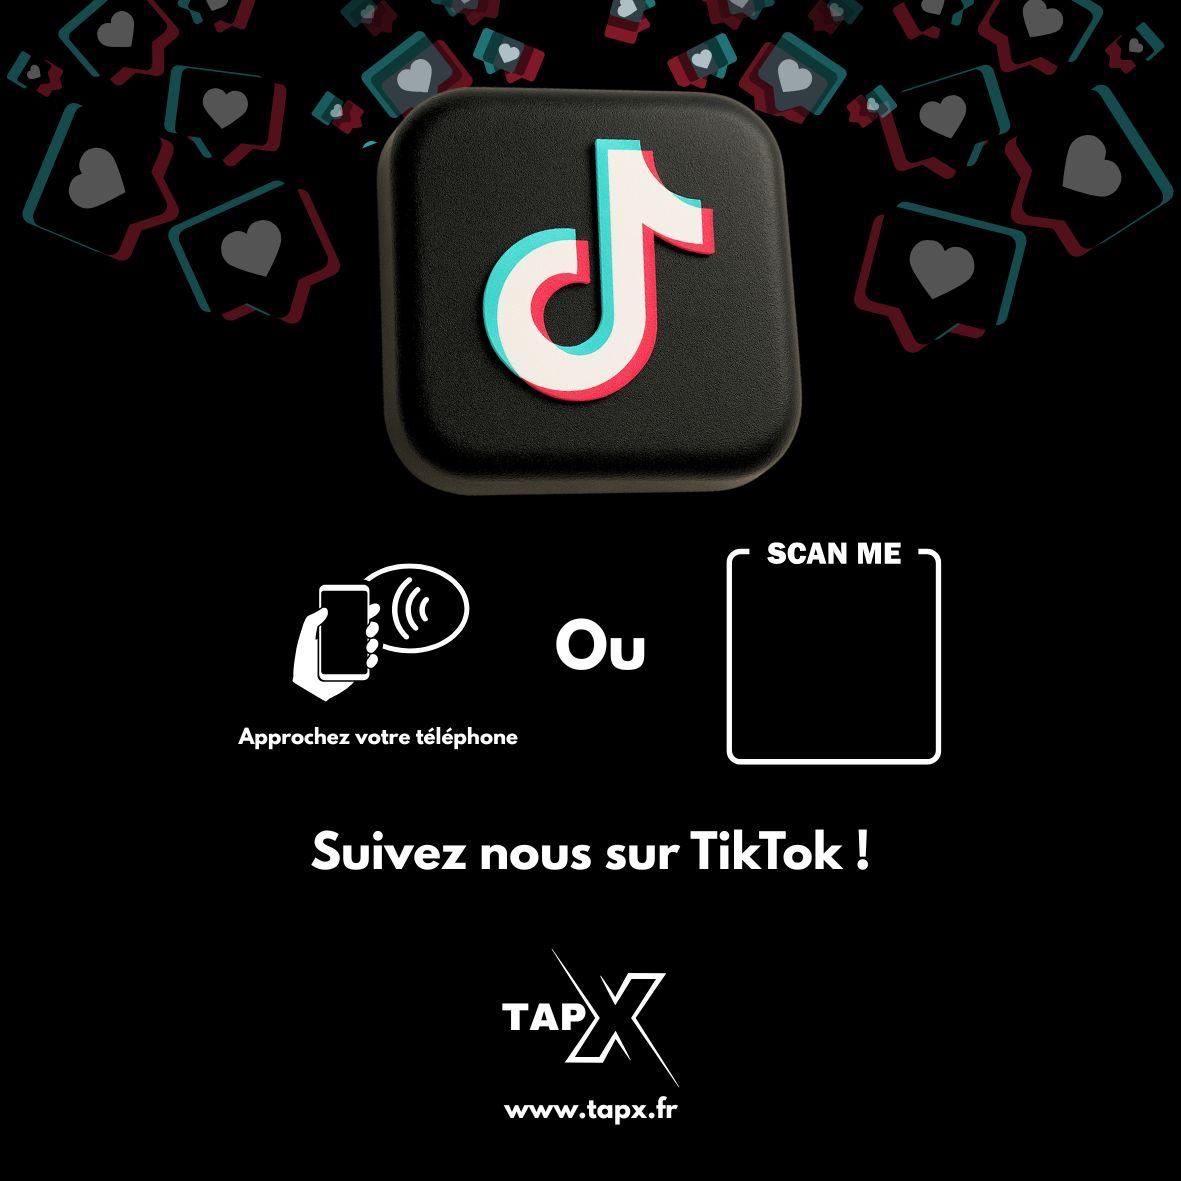 SCAN ME
Ou
Approchez votre téléphone
Suivez nous sur TikTok !
TAPX
www.tapx.fr